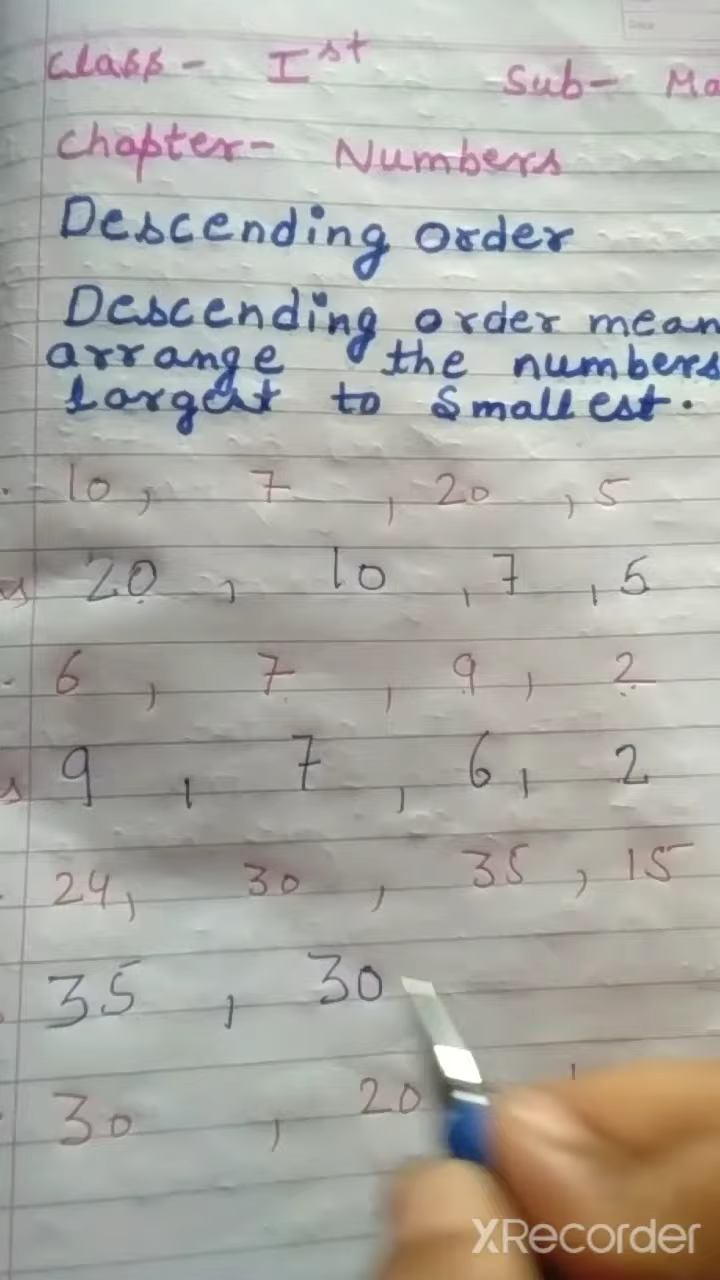 Class- Ist Sub- Ma
Chapter- Numbers
Descending order
Descending order mean
arrange the numbers
largest to smallest.
10, 7, 20, 5
20, 10, 7, 5
6, 7, 9, 2
9, 7, 6, 2
24, 30, 35, 15
35, 30
30, 20
XRecorder